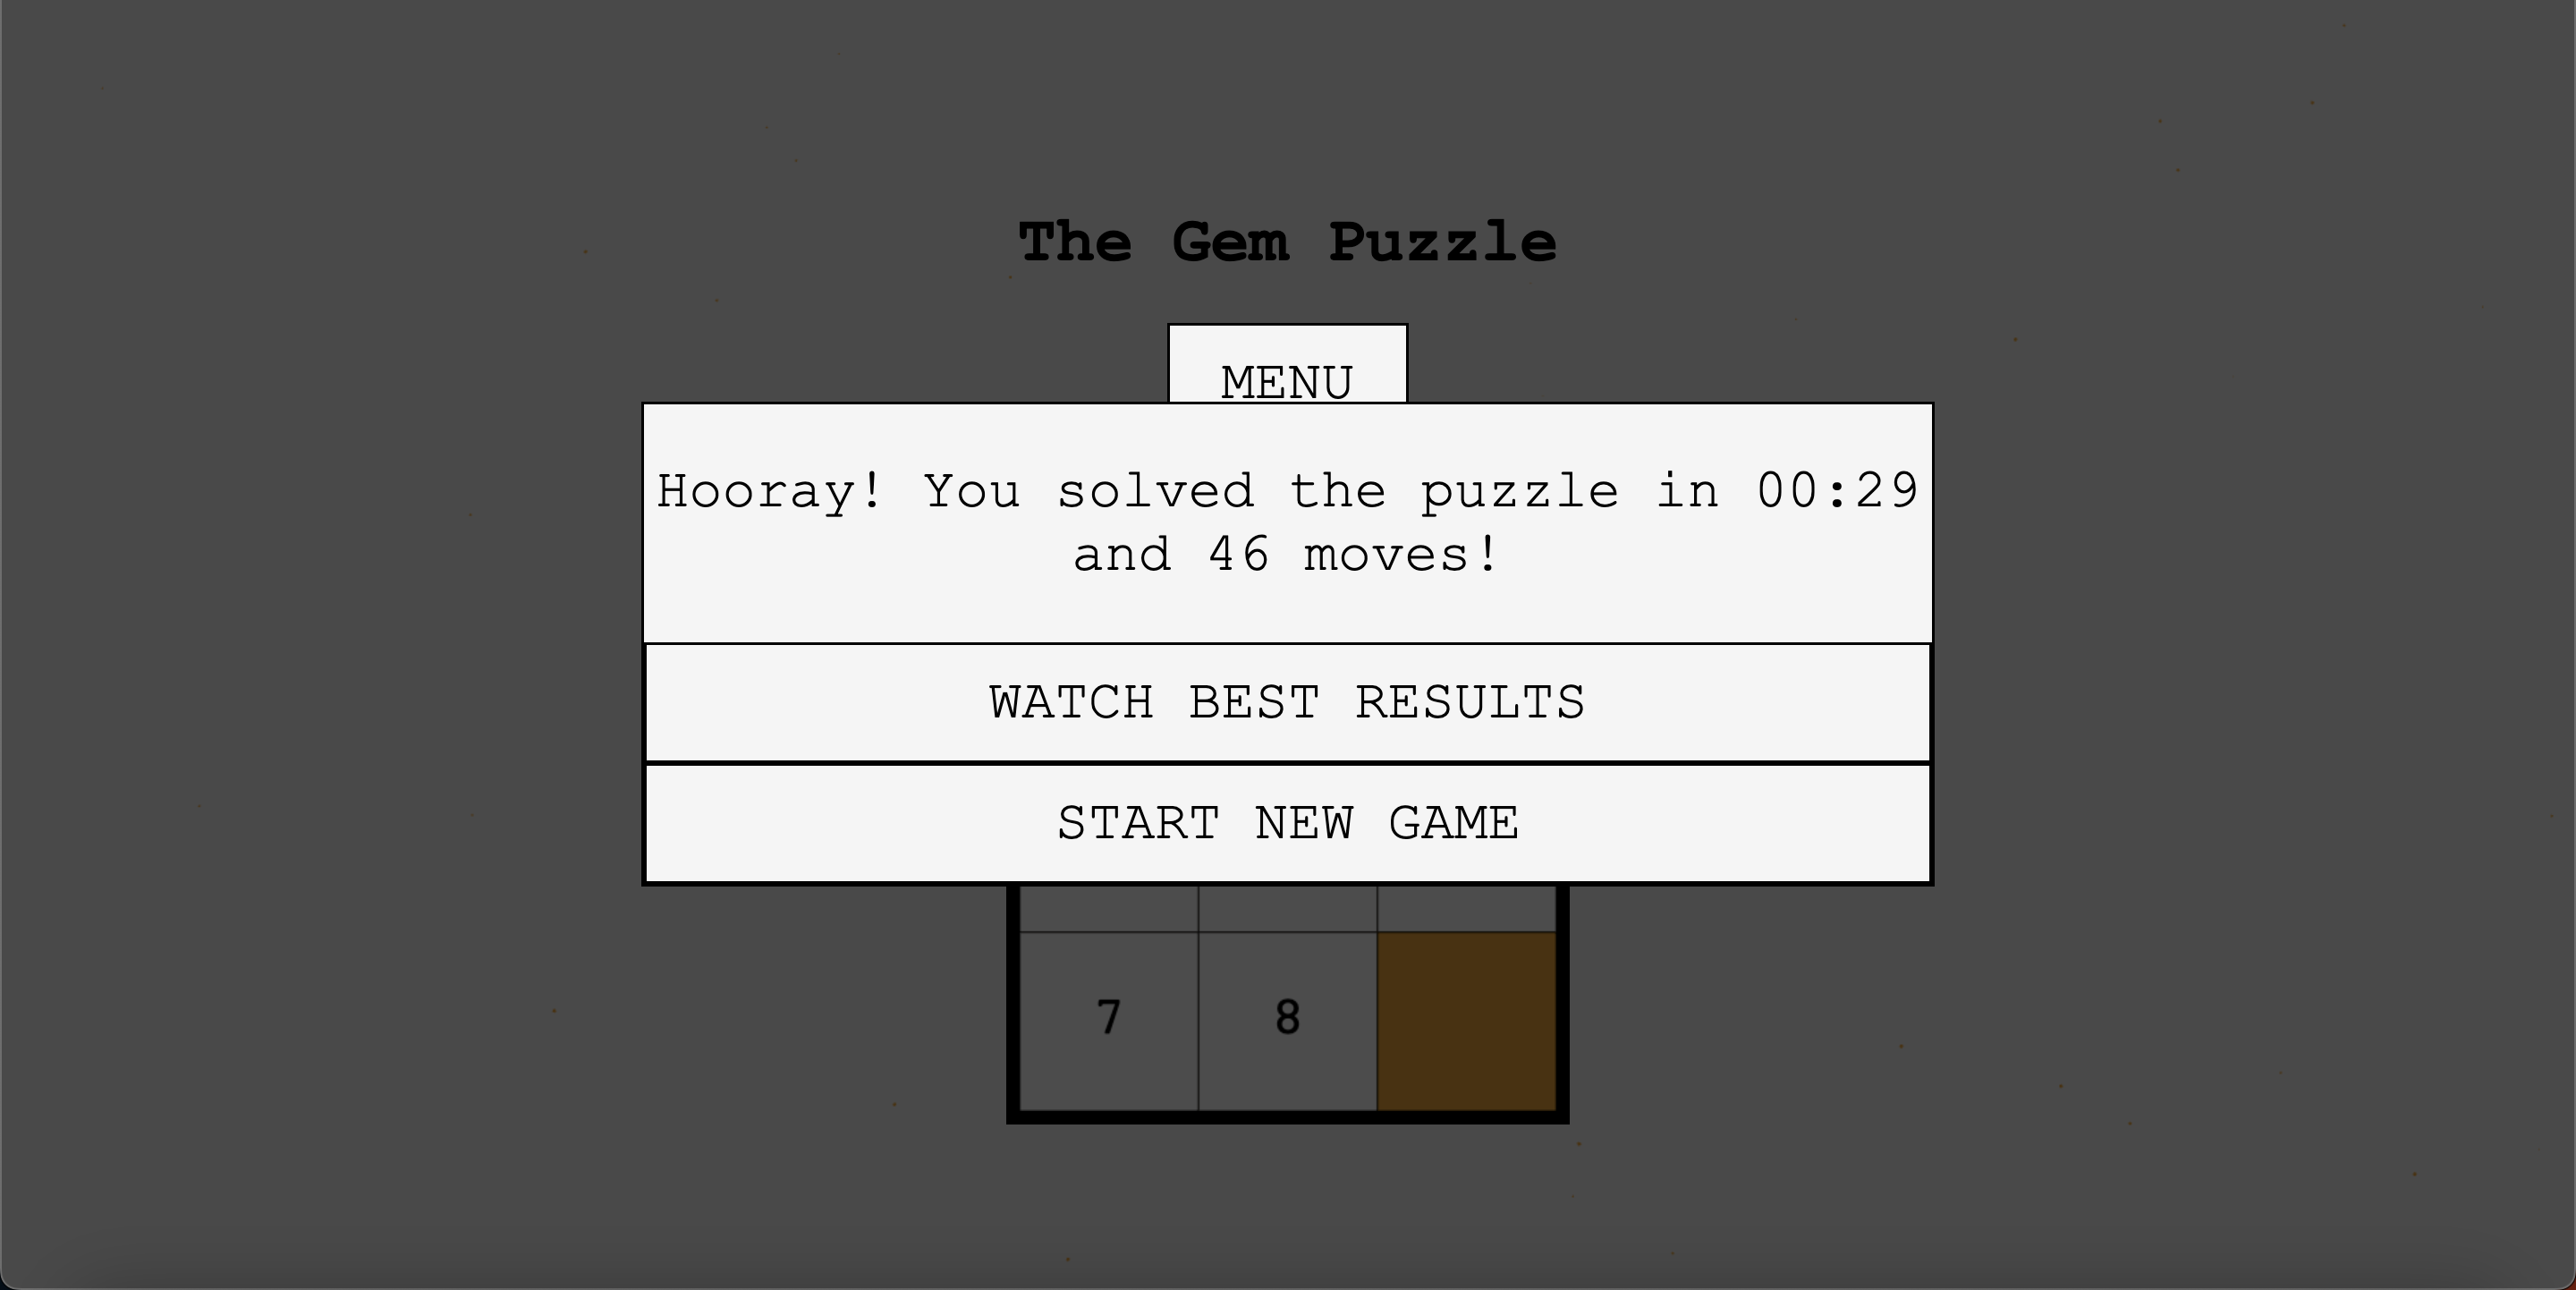 The Gem Puzzle
MENU
Hooray! You solved the puzzle in 00:29
and 46 moves!
WATCH BEST RESULTS
START NEW GAME
7 8